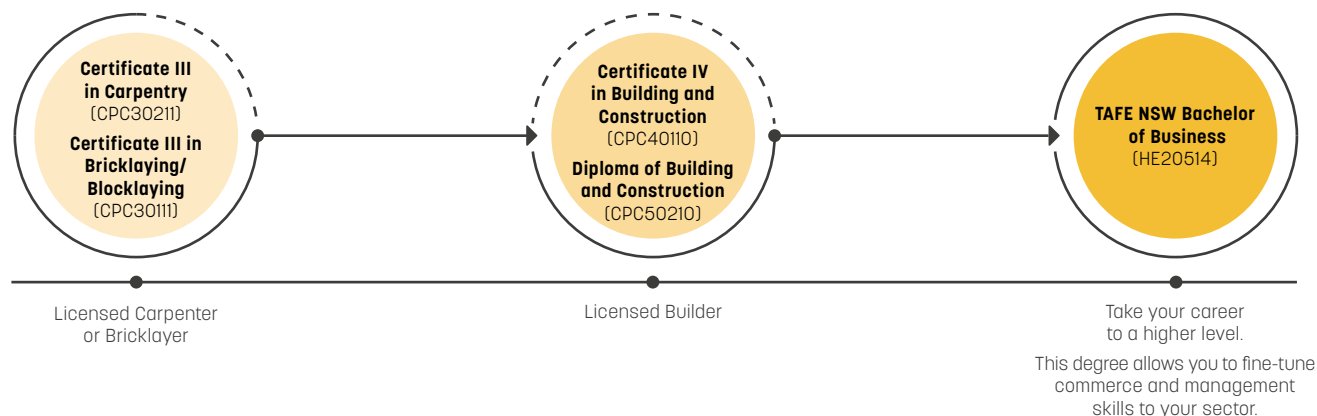 Certificate III
in Carpentry
(CPC30211)
Certificate III in
Bricklaying/
Blocklaying
(CPC30111)
Certificate IV
in Building and
Construction
(CPC40110)
Diploma of Building
and Construction
(CPC50210)
TAFE NSW Bachelor
of Business
(HE20514)
Licensed Carpenter
or Bricklayer
Licensed Builder
Take your career
to a higher level.
This degree allows you to fine-tune
commerce and management
skills to your sector.